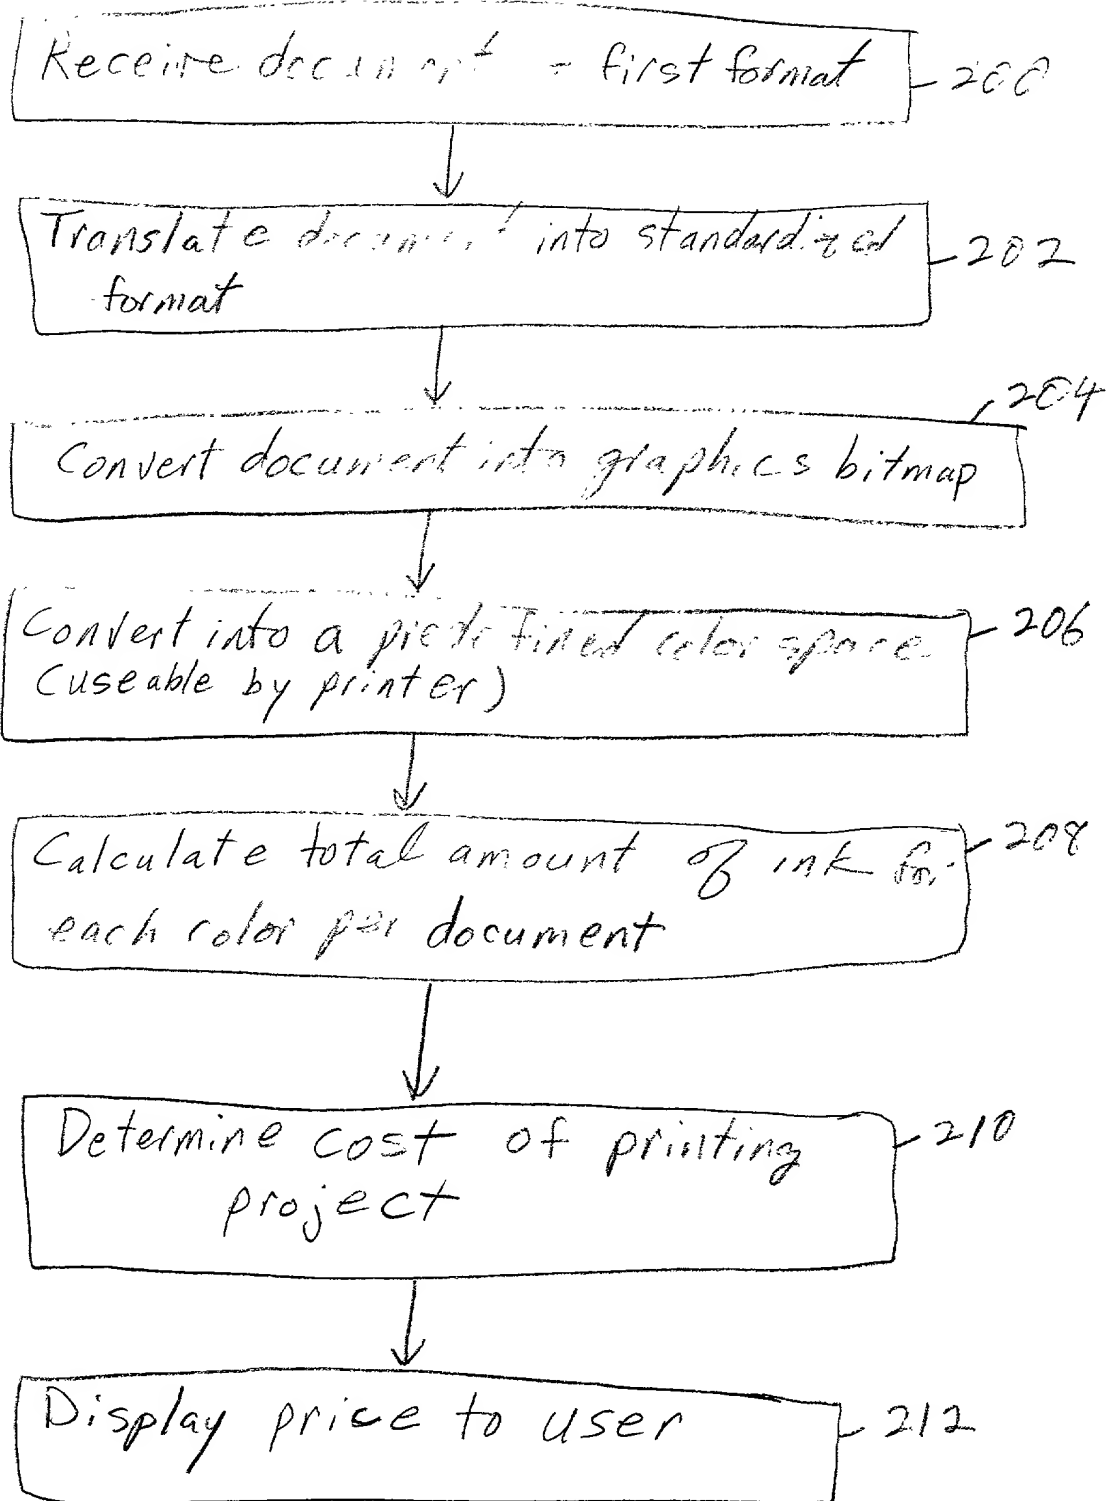 Receive document - first format
200
Translate document into standardized
format
202
204
Convert document into graphics bitmap
Convert into a predefined color space
(useable by printer)
206
Calculate total amount of ink for
each color per document
208
Determine cost of printing
project
210
Display price to user
212